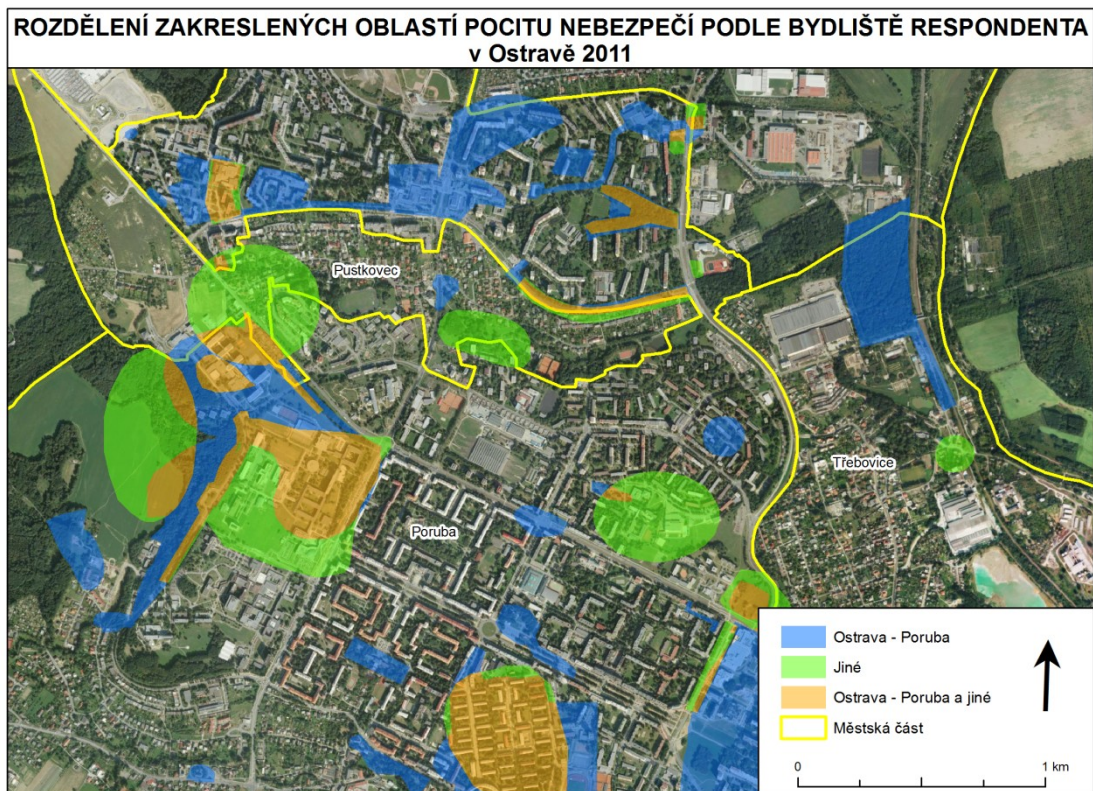 ROZDĚLENÍ ZAKRESLENÝCH OBLASTÍ POCITU NEBEZPEČÍ PODLE BYDLIŠTĚ RESPONDENTA
v Ostravě 2011
Pustkovec
Třebovice
Poruba
Ostrava - Poruba
Jiné
Ostrava - Poruba a jiné
Městská část
0 1 km